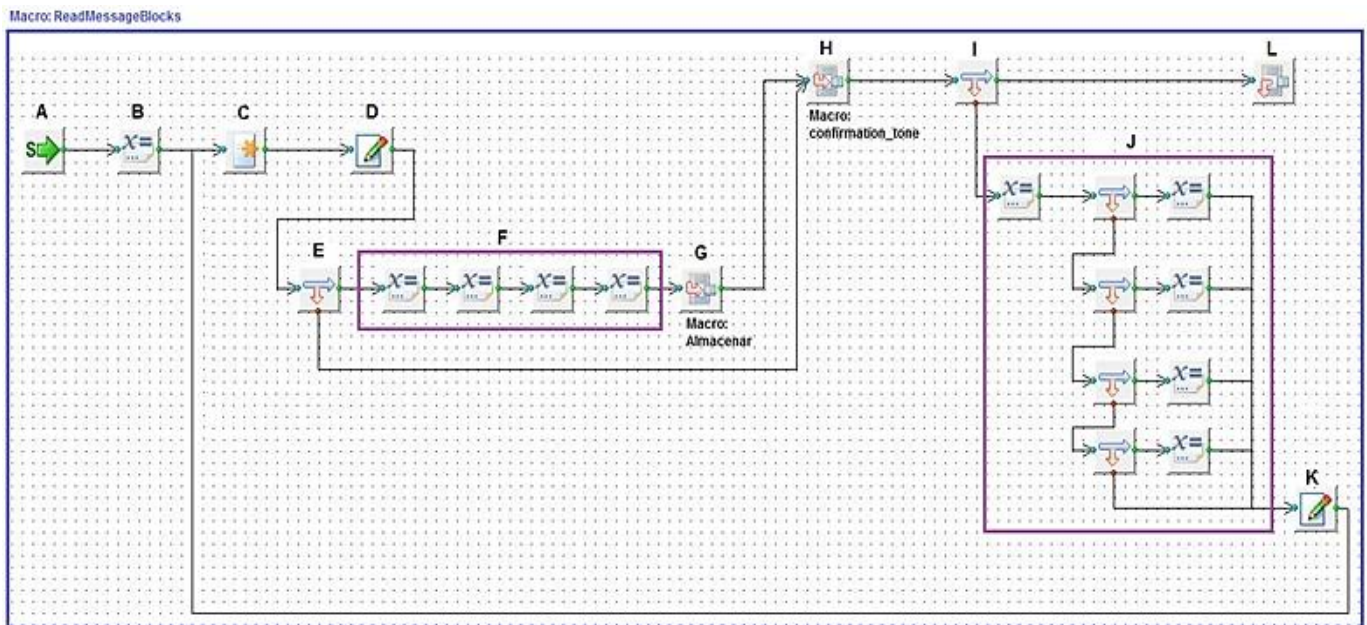 Macro: ReadMessageBlocks
H
I
L
A
B
C
D
S
x=
...
Macro:
confirmation_tone
J
x=
...
x=
...
E
F
G
x=
...
x=
...
x=
...
x=
...
x=
...
Macro:
Almacenar
x=
...
x=
...
K